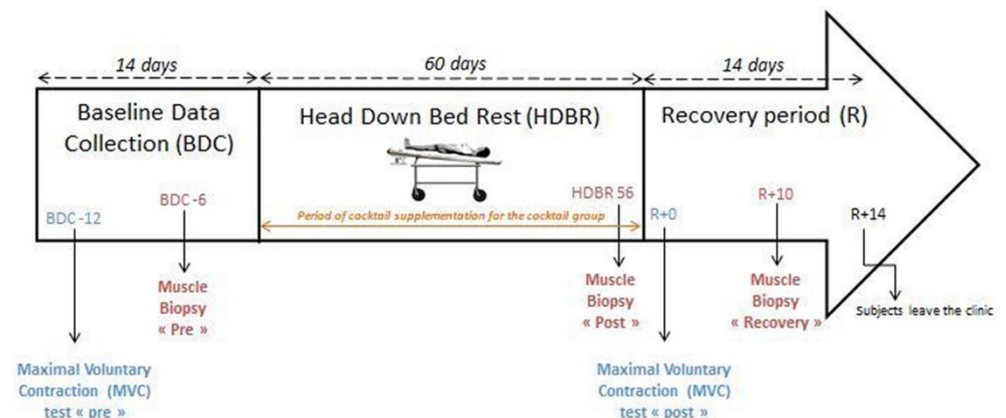 14 days
60 days
14 days
Baseline Data
Collection (BDC)
Head Down Bed Rest (HDBR)
Recovery period (R)
BDC -12
BDC -6
HDBR 56
R+0
R+10
R+14
Period of cocktail supplementation for the cocktail group
Muscle
Biopsy
« Pre »
Muscle
Biopsy
« Post »
Muscle
Biopsy
« Recovery »
Subjects leave the clinic
Maximal Voluntary
Contraction (MVC)
test « pre »
Maximal Voluntary
Contraction (MVC)
test « post »